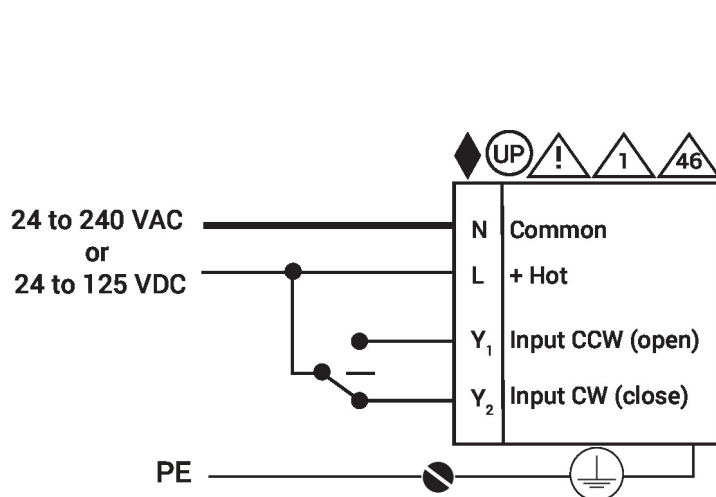 UP ! 1 46
24 to 240 VAC
or
24 to 125 VDC
N Common
L + Hot
Y1 Input CCW (open)
Y2 Input CW (close)
PE